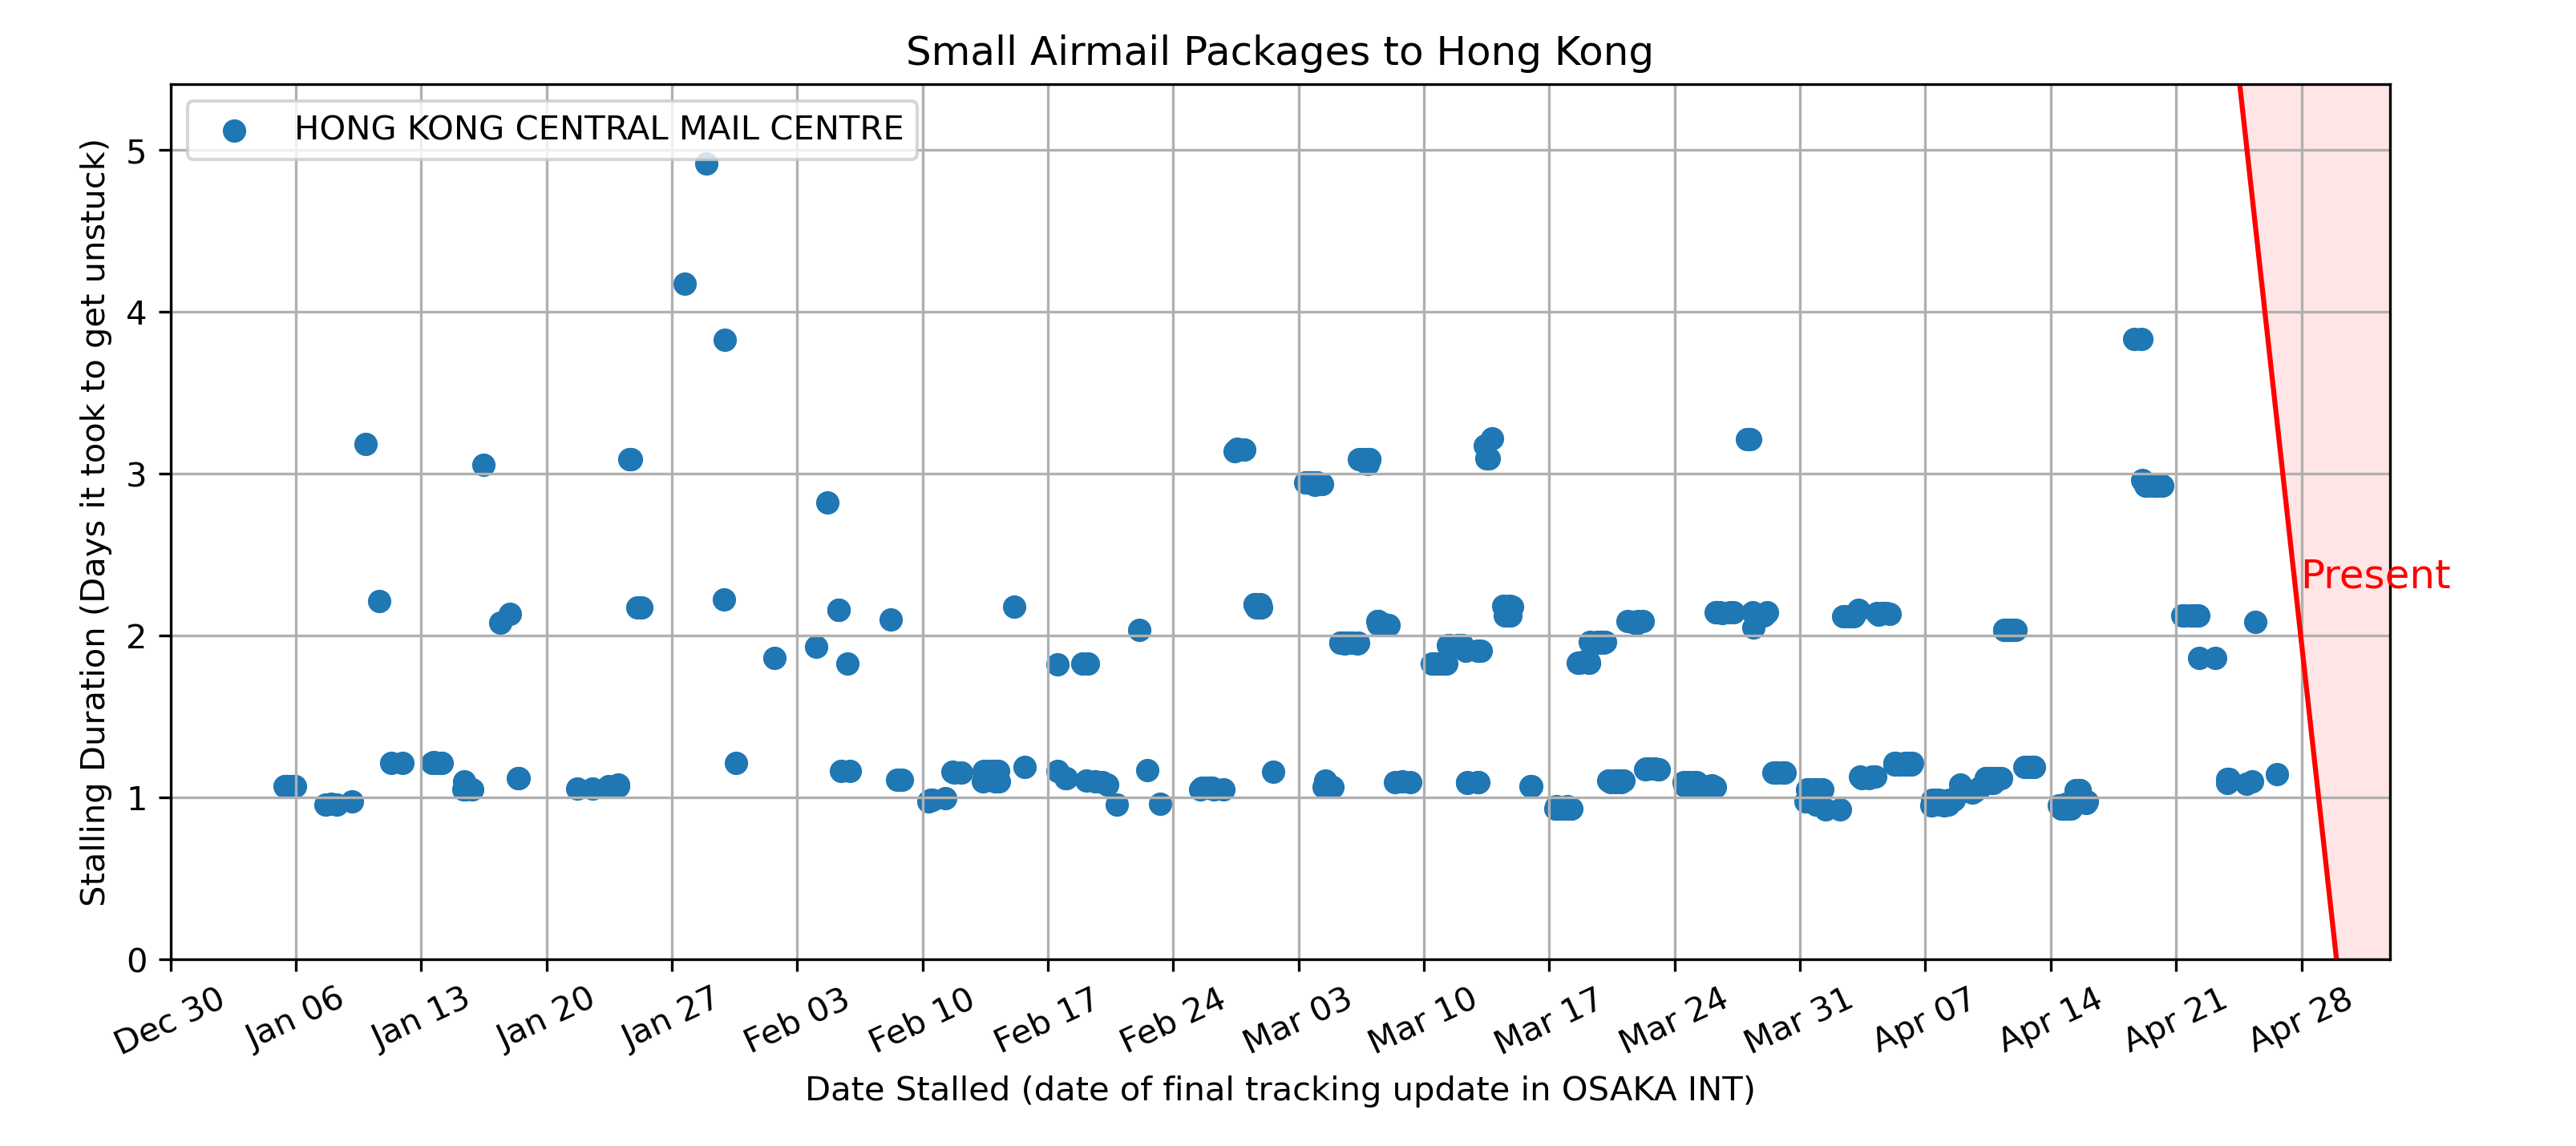 Small Airmail Packages to Hong Kong
HONG KONG CENTRAL MAIL CENTRE
Stalling Duration (Days it took to get unstuck)
5
4
3
2
1
0
Present
Dec 30
Jan 06
Jan 13
Jan 20
Jan 27
Feb 03
Feb 10
Feb 17
Feb 24
Mar 03
Mar 10
Mar 17
Mar 24
Mar 31
Apr 07
Apr 14
Apr 21
Apr 28
Date Stalled (date of final tracking update in OSAKA INT)